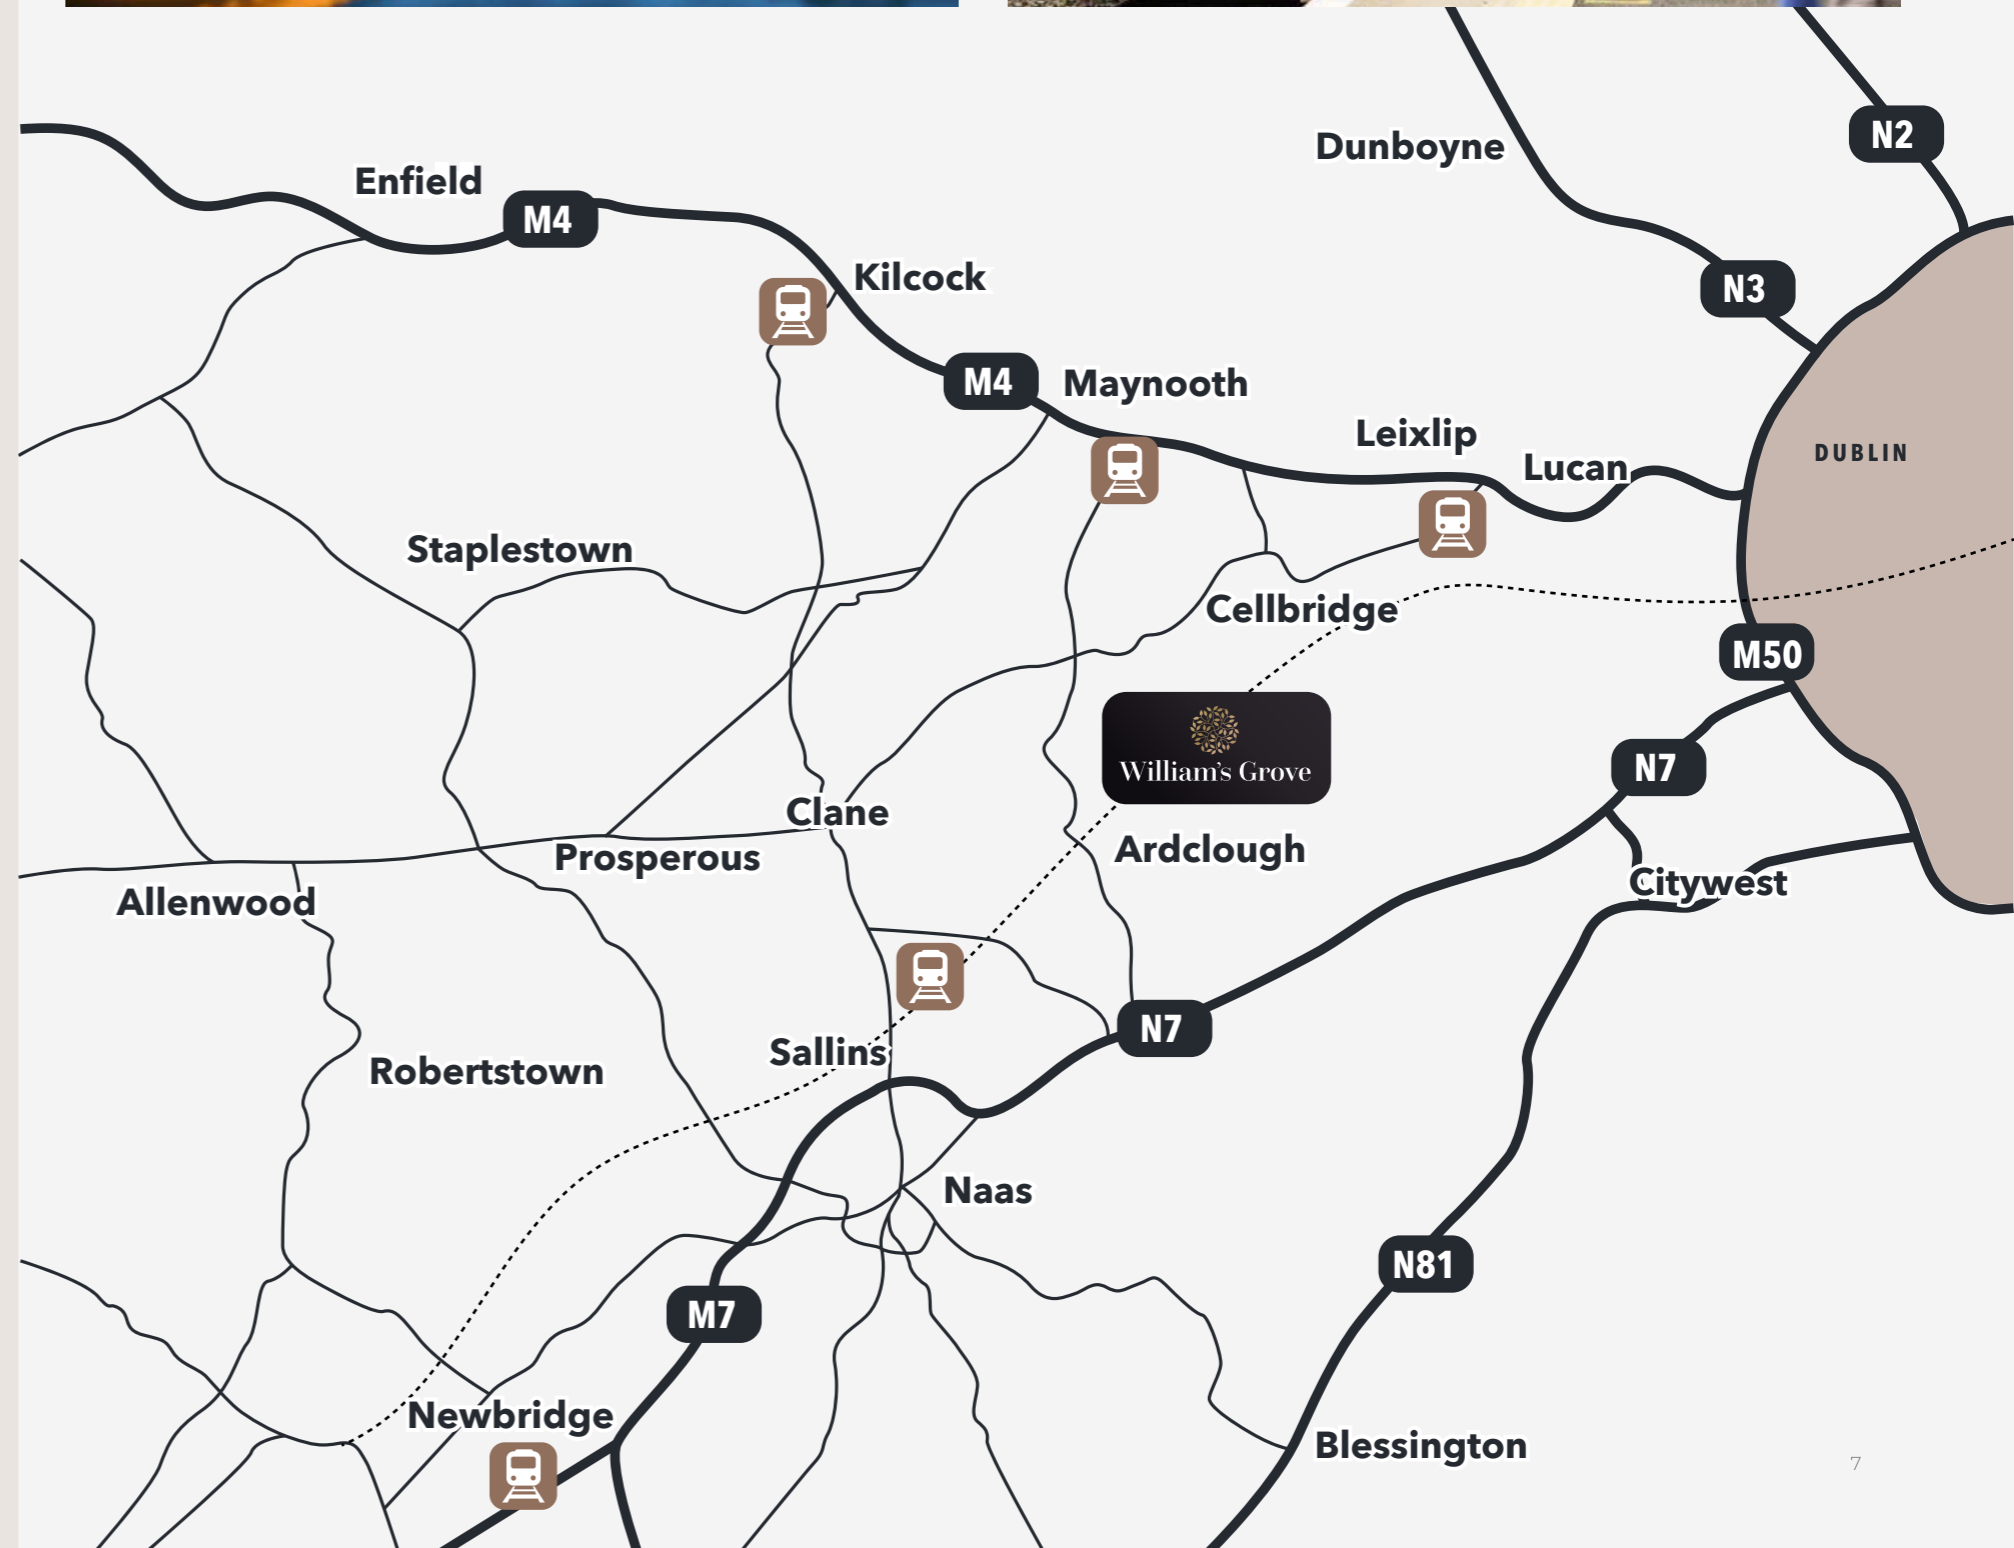 N2
Dunboyne
Enfield
M4
Kilcock
N3
M4
Maynooth
Leixlip
Lucan
DUBLIN
Staplestown
Cellbridge
M50
William's Grove
N7
Clane
Prosperous
Ardclough
Citywest
Allenwood
N7
Sallins
Robertstown
Naas
N81
M7
Newbridge
Blessington
7